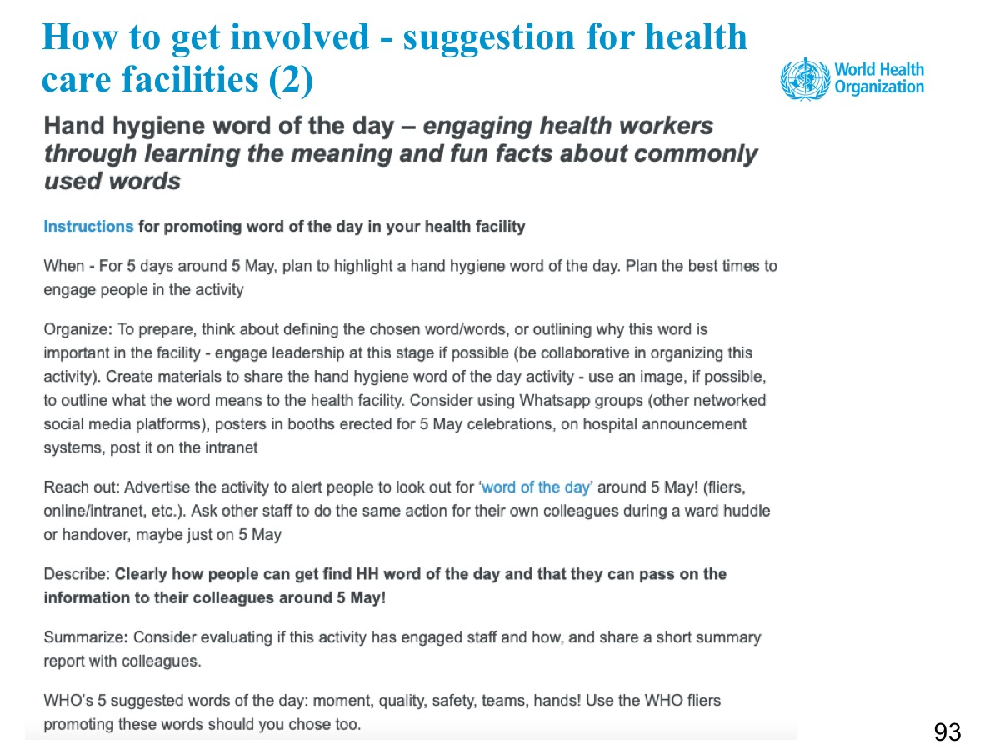 How to get involved - suggestion for health
care facilities (2)
World Health
Organization
Hand hygiene word of the day – engaging health workers
through learning the meaning and fun facts about commonly
used words
Instructions for promoting word of the day in your health facility
When - For 5 days around 5 May, plan to highlight a hand hygiene word of the day. Plan the best times to
engage people in the activity
Organize: To prepare, think about defining the chosen word/words, or outlining why this word is
important in the facility - engage leadership at this stage if possible (be collaborative in organizing this
activity). Create materials to share the hand hygiene word of the day activity - use an image, if possible,
to outline what the word means to the health facility. Consider using Whatsapp groups (other networked
social media platforms), posters in booths erected for 5 May celebrations, on hospital announcement
systems, post it on the intranet
Reach out: Advertise the activity to alert people to look out for ‘word of the day’ around 5 May! (fliers,
online/intranet, etc.). Ask other staff to do the same action for their own colleagues during a ward huddle
or handover, maybe just on 5 May
Describe: Clearly how people can get find HH word of the day and that they can pass on the
information to their colleagues around 5 May!
Summarize: Consider evaluating if this activity has engaged staff and how, and share a short summary
report with colleagues.
WHO’s 5 suggested words of the day: moment, quality, safety, teams, hands! Use the WHO fliers
promoting these words should you chose too.
93